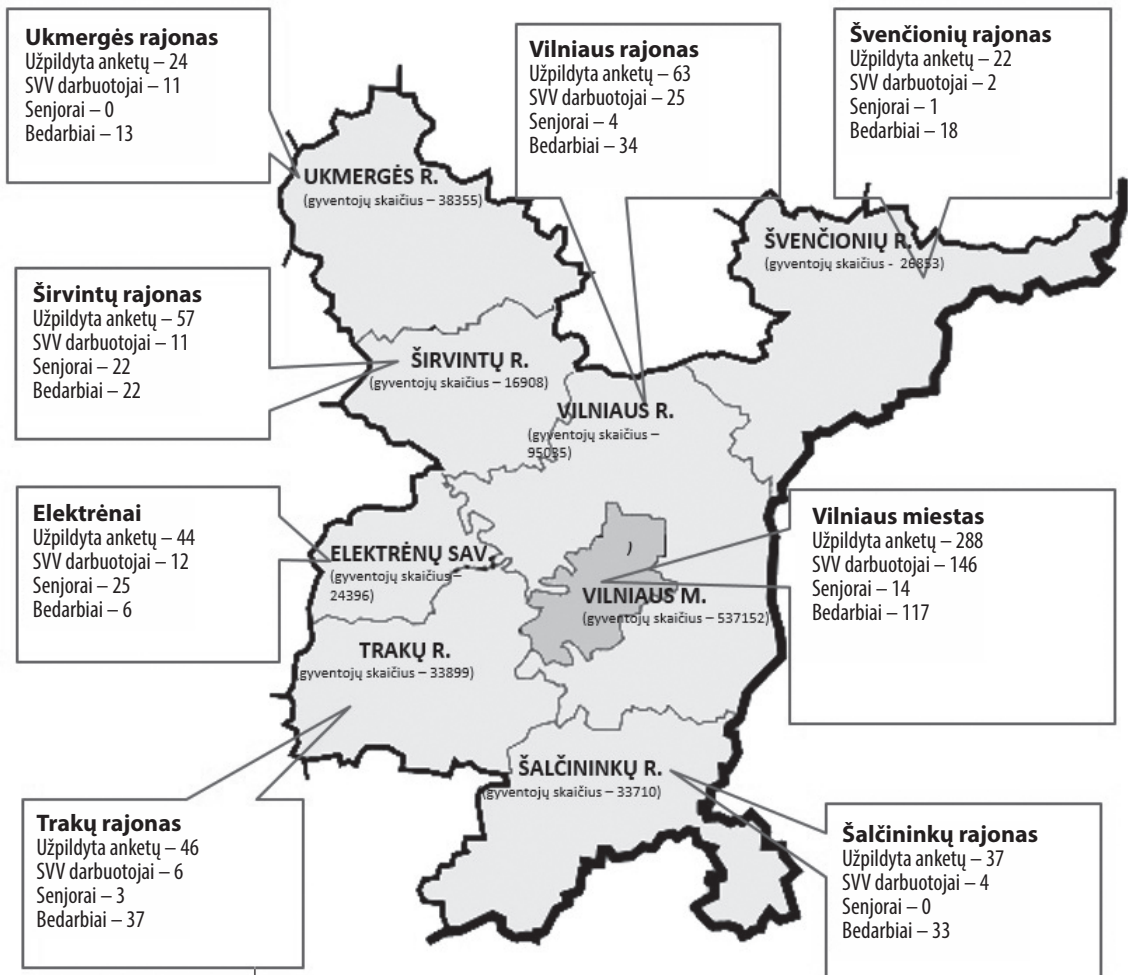 Ukmergės rajonas
Užpildyta anketų – 24
SVV darbuotojai – 11
Senjorai – 0
Bedarbiai – 13
Vilniaus rajonas
Užpildyta anketų – 63
SVV darbuotojai – 25
Senjorai – 4
Bedarbiai – 34
Švenčionių rajonas
Užpildyta anketų – 22
SVV darbuotojai – 2
Senjorai – 1
Bedarbiai – 18
UKMERGĖS R.
(gyventojų skaičius – 38355)
ŠVENČIONIŲ R.
(gyventojų skaičius - 26853)
Širvintų rajonas
Užpildyta anketų – 57
SVV darbuotojai – 11
Senjorai – 22
Bedarbiai – 22
ŠIRVINTŲ R.
(gyventojų skaičius – 16908)
VILNIAUS R.
(gyventojų skaičius –
95035)
Elektrėnai
Užpildyta anketų – 44
SVV darbuotojai – 12
Senjorai – 25
Bedarbiai – 6
ELEKTRĖNŲ SAV.
(gyventojų skaičius –
24396)
)
VILNIAUS M.
(gyventojų skaičius – 537152)
Vilniaus miestas
Užpildyta anketų – 288
SVV darbuotojai – 146
Senjorai – 14
Bedarbiai – 117
TRAKŲ R.
(gyventojų skaičius – 33899)
ŠALČININKŲ R.
(gyventojų skaičius – 33710)
Trakų rajonas
Užpildyta anketų – 46
SVV darbuotojai – 6
Senjorai – 3
Bedarbiai – 37
Šalčininkų rajonas
Užpildyta anketų – 37
SVV darbuotojai – 4
Senjorai – 0
Bedarbiai – 33